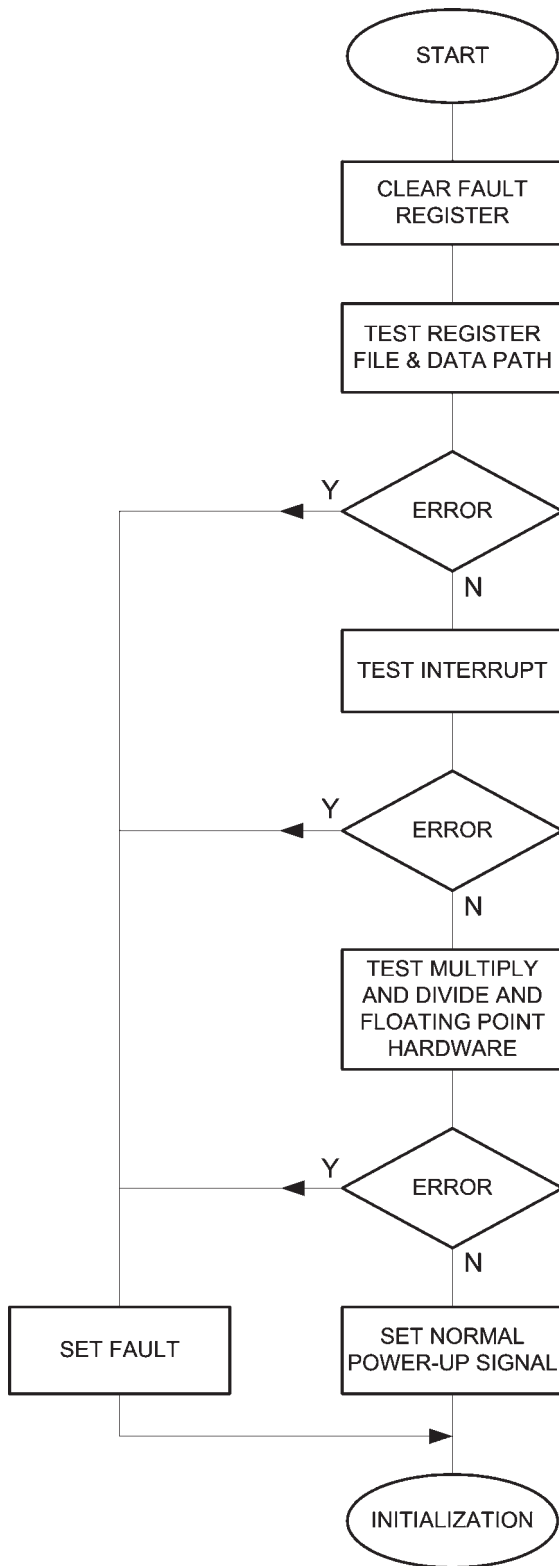 START
CLEAR FAULT
REGISTER
TEST REGISTER
FILE & DATA PATH
Y
ERROR
N
TEST INTERRUPT
Y
ERROR
N
TEST MULTIPLY
AND DIVIDE AND
FLOATING POINT
HARDWARE
Y
ERROR
N
SET FAULT
SET NORMAL
POWER-UP SIGNAL
INITIALIZATION